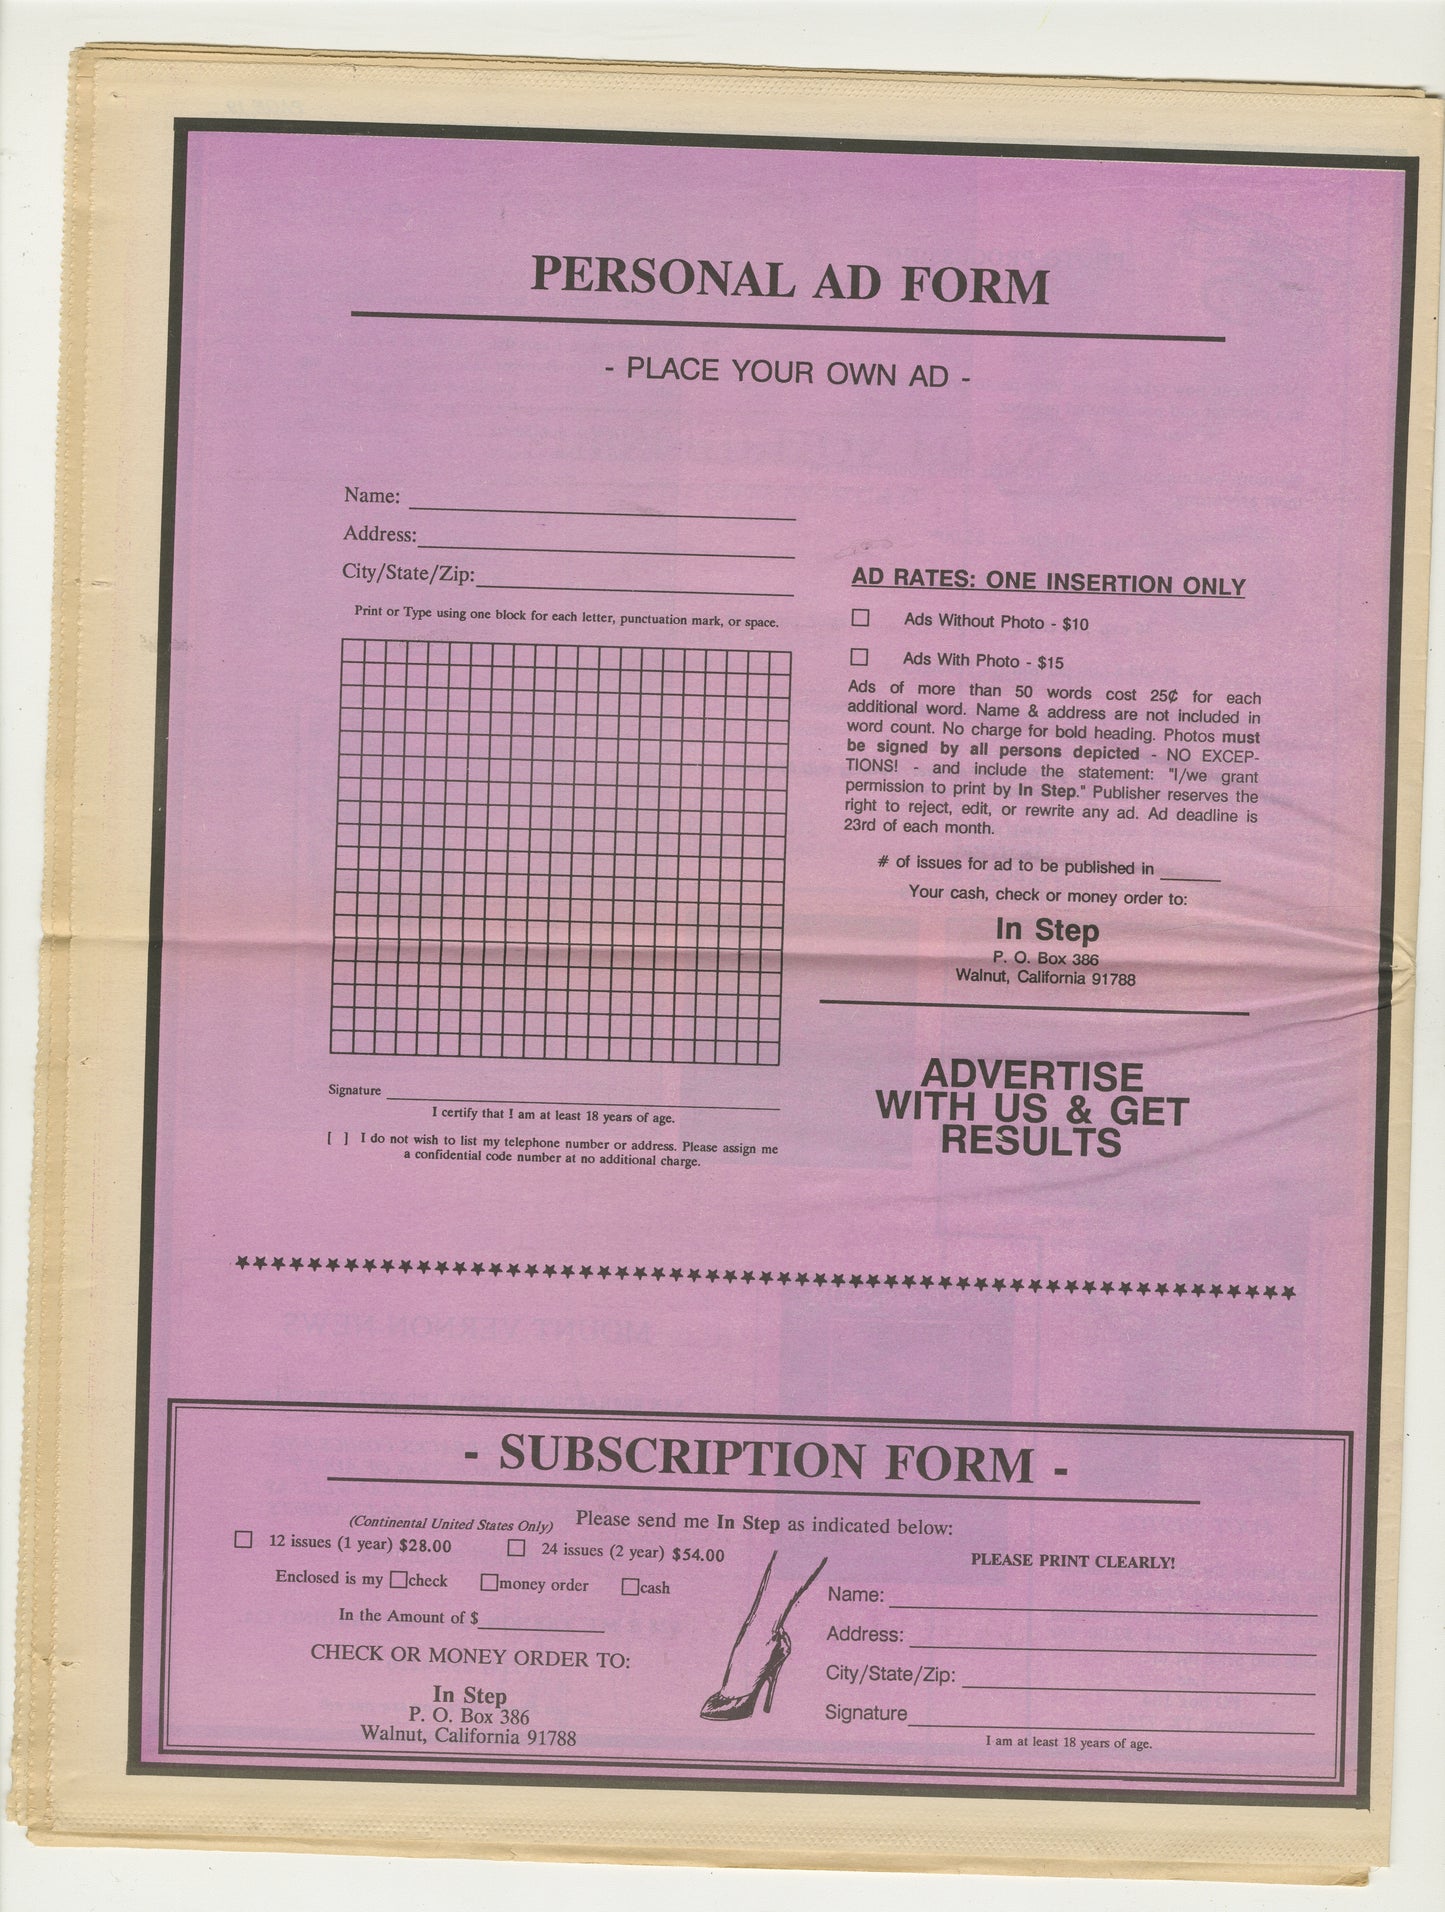 PERSONAL AD FORM
- PLACE YOUR OWN AD -
Name:
Address:
City/State/Zip:
Print or Type using one block for each letter, punctuation mark, or space.
Signature
I certify that I am at least 18 years of age.
[ ] I do not wish to list my telephone number or address. Please assign me
a confidential code number at no additional charge.
AD RATES: ONE INSERTION ONLY
Ads Without Photo - $10
Ads With Photo - $15
Ads of more than 50 words cost 25¢ for each
additional word. Name & address are not included in
word count. No charge for bold heading. Photos must
be signed by all persons depicted - NO EXCEP-
TIONS! - and include the statement: "I/we grant
permission to print by In Step." Publisher reserves the
right to reject, edit, or rewrite any ad. Ad deadline is
23rd of each month.
# of issues for ad to be published in
Your cash, check or money order to:
In Step
P. O. Box 386
Walnut, California 91788
ADVERTISE
WITH US & GET
RESULTS
- SUBSCRIPTION FORM -
(Continental United States Only) Please send me In Step as indicated below:
12 issues (1 year) $28.00 24 issues (2 year) $54.00
Enclosed is my check money order cash
In the Amount of $
CHECK OR MONEY ORDER TO:
In Step
P. O. Box 386
Walnut, California 91788
PLEASE PRINT CLEARLY!
Name:
Address:
City/State/Zip:
Signature
I am at least 18 years of age.